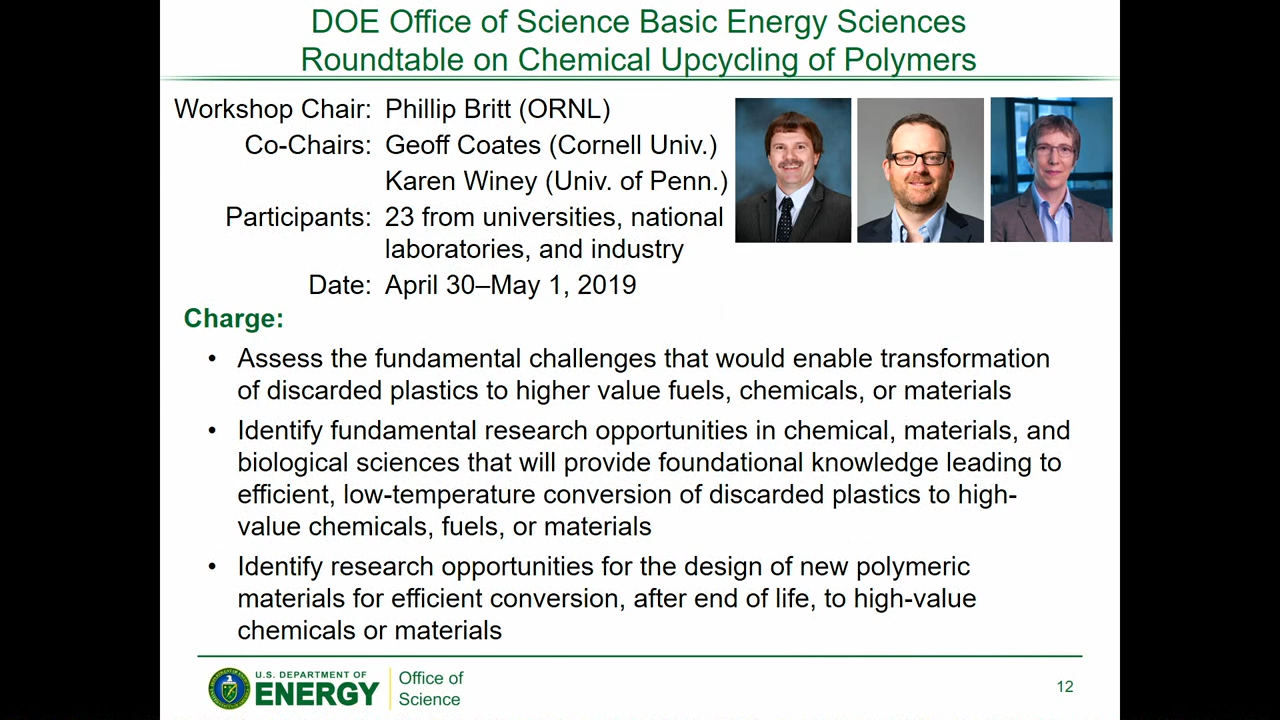 DOE Office of Science Basic Energy Sciences
Roundtable on Chemical Upcycling of Polymers
Workshop Chair: Phillip Britt (ORNL)
Co-Chairs: Geoff Coates (Cornell Univ.)
Karen Winey (Univ. of Penn.)
Participants: 23 from universities, national
laboratories, and industry
Date: April 30–May 1, 2019
Charge:
• Assess the fundamental challenges that would enable transformation
of discarded plastics to higher value fuels, chemicals, or materials
• Identify fundamental research opportunities in chemical, materials, and
biological sciences that will provide foundational knowledge leading to
efficient, low-temperature conversion of discarded plastics to high-
value chemicals, fuels, or materials
• Identify research opportunities for the design of new polymeric
materials for efficient conversion, after end of life, to high-value
chemicals or materials
U.S. DEPARTMENT OF
ENERGY
Office of
Science
12